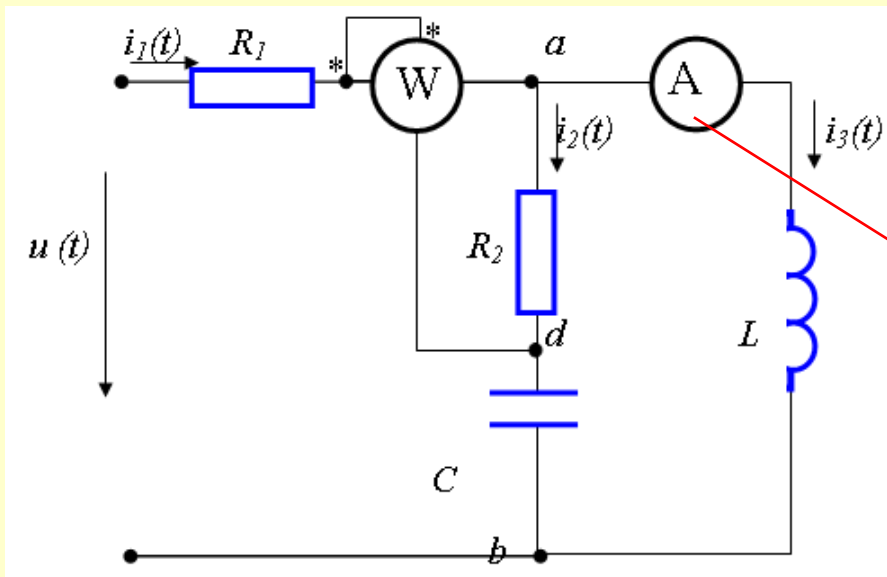 i₁(t) R₁ * * W a A
i₂(t) i₃(t)
u (t) R₂
d L
C
b